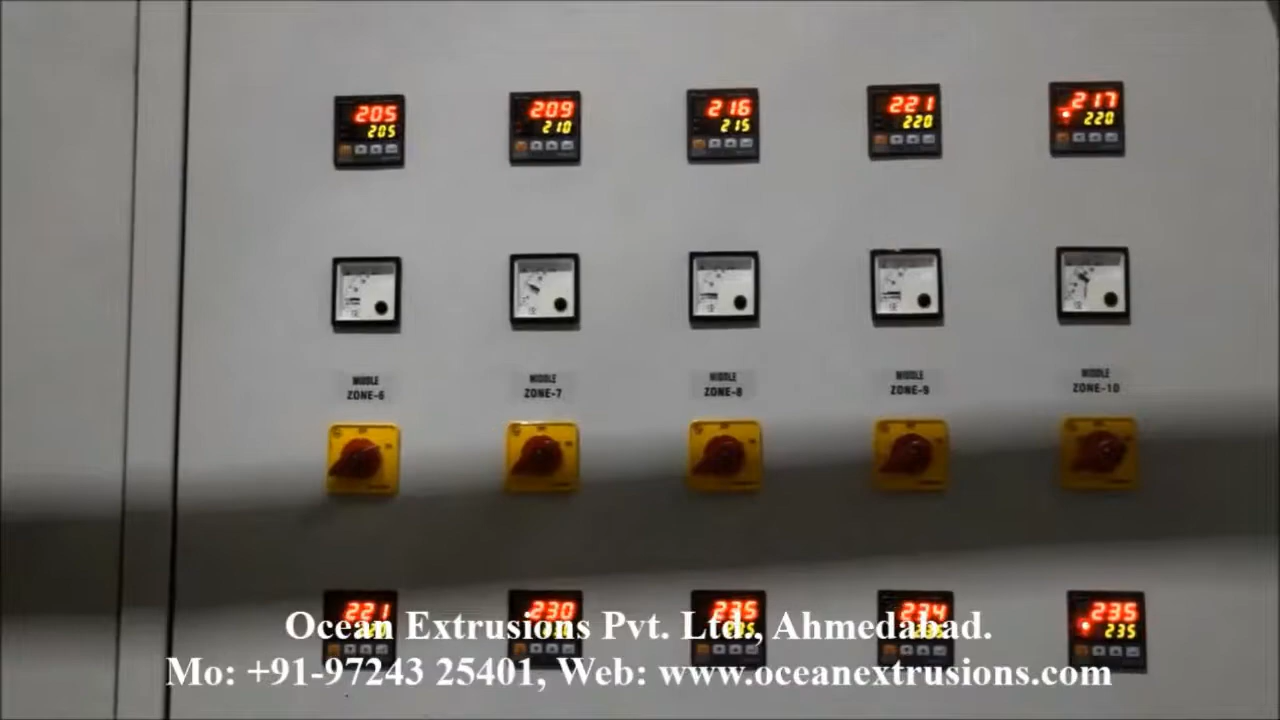 205 209 216 221 217
205 210 215 220 220
MIDDLE MIDDLE MIDDLE MIDDLE MIDDLE
ZONE-6 ZONE-7 ZONE-8 ZONE-9 ZONE-10
221 230 235 234 235
235
Ocean Extrusions Pvt. Ltd., Ahmedabad.
Mo: +91-97243 25401, Web: www.oceanextrusions.com